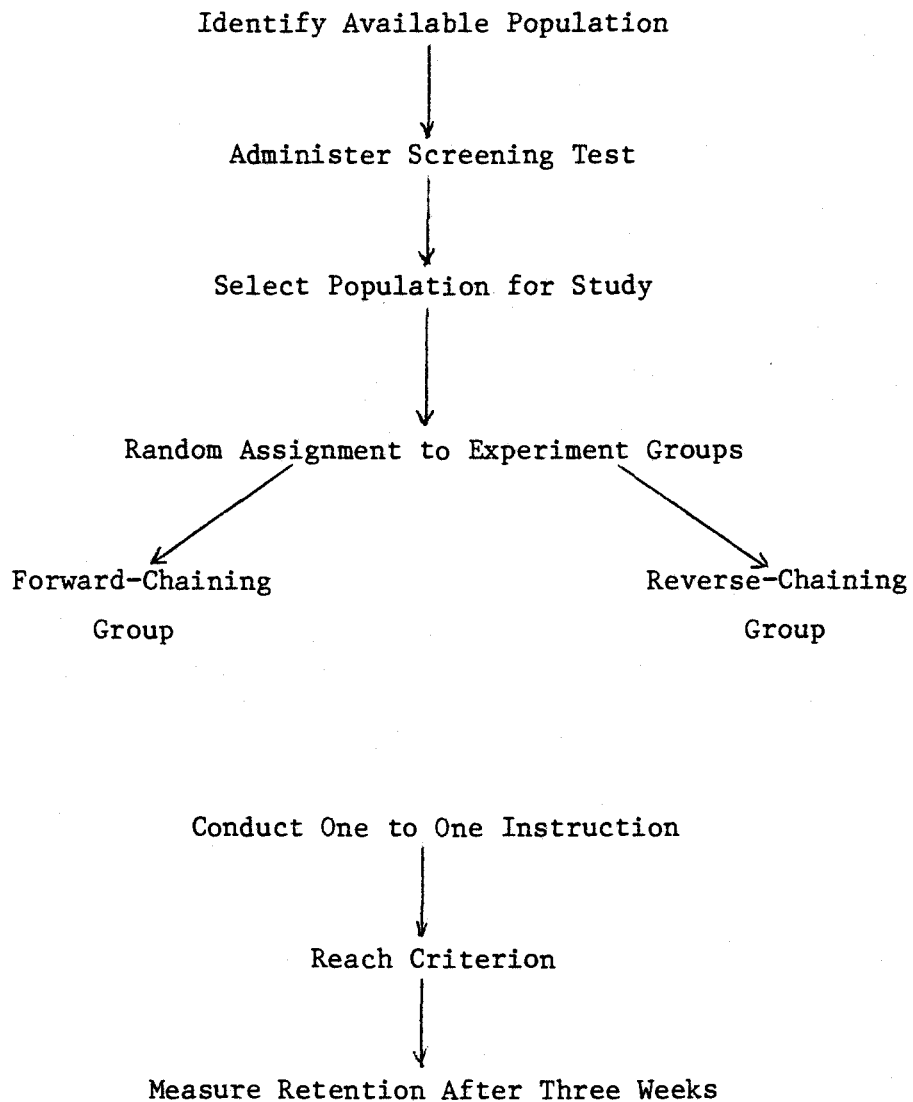 Identify Available Population
Administer Screening Test
Select Population for Study
Random Assignment to Experiment Groups
Forward-Chaining
Group
Reverse-Chaining
Group
Conduct One to One Instruction
Reach Criterion
Measure Retention After Three Weeks